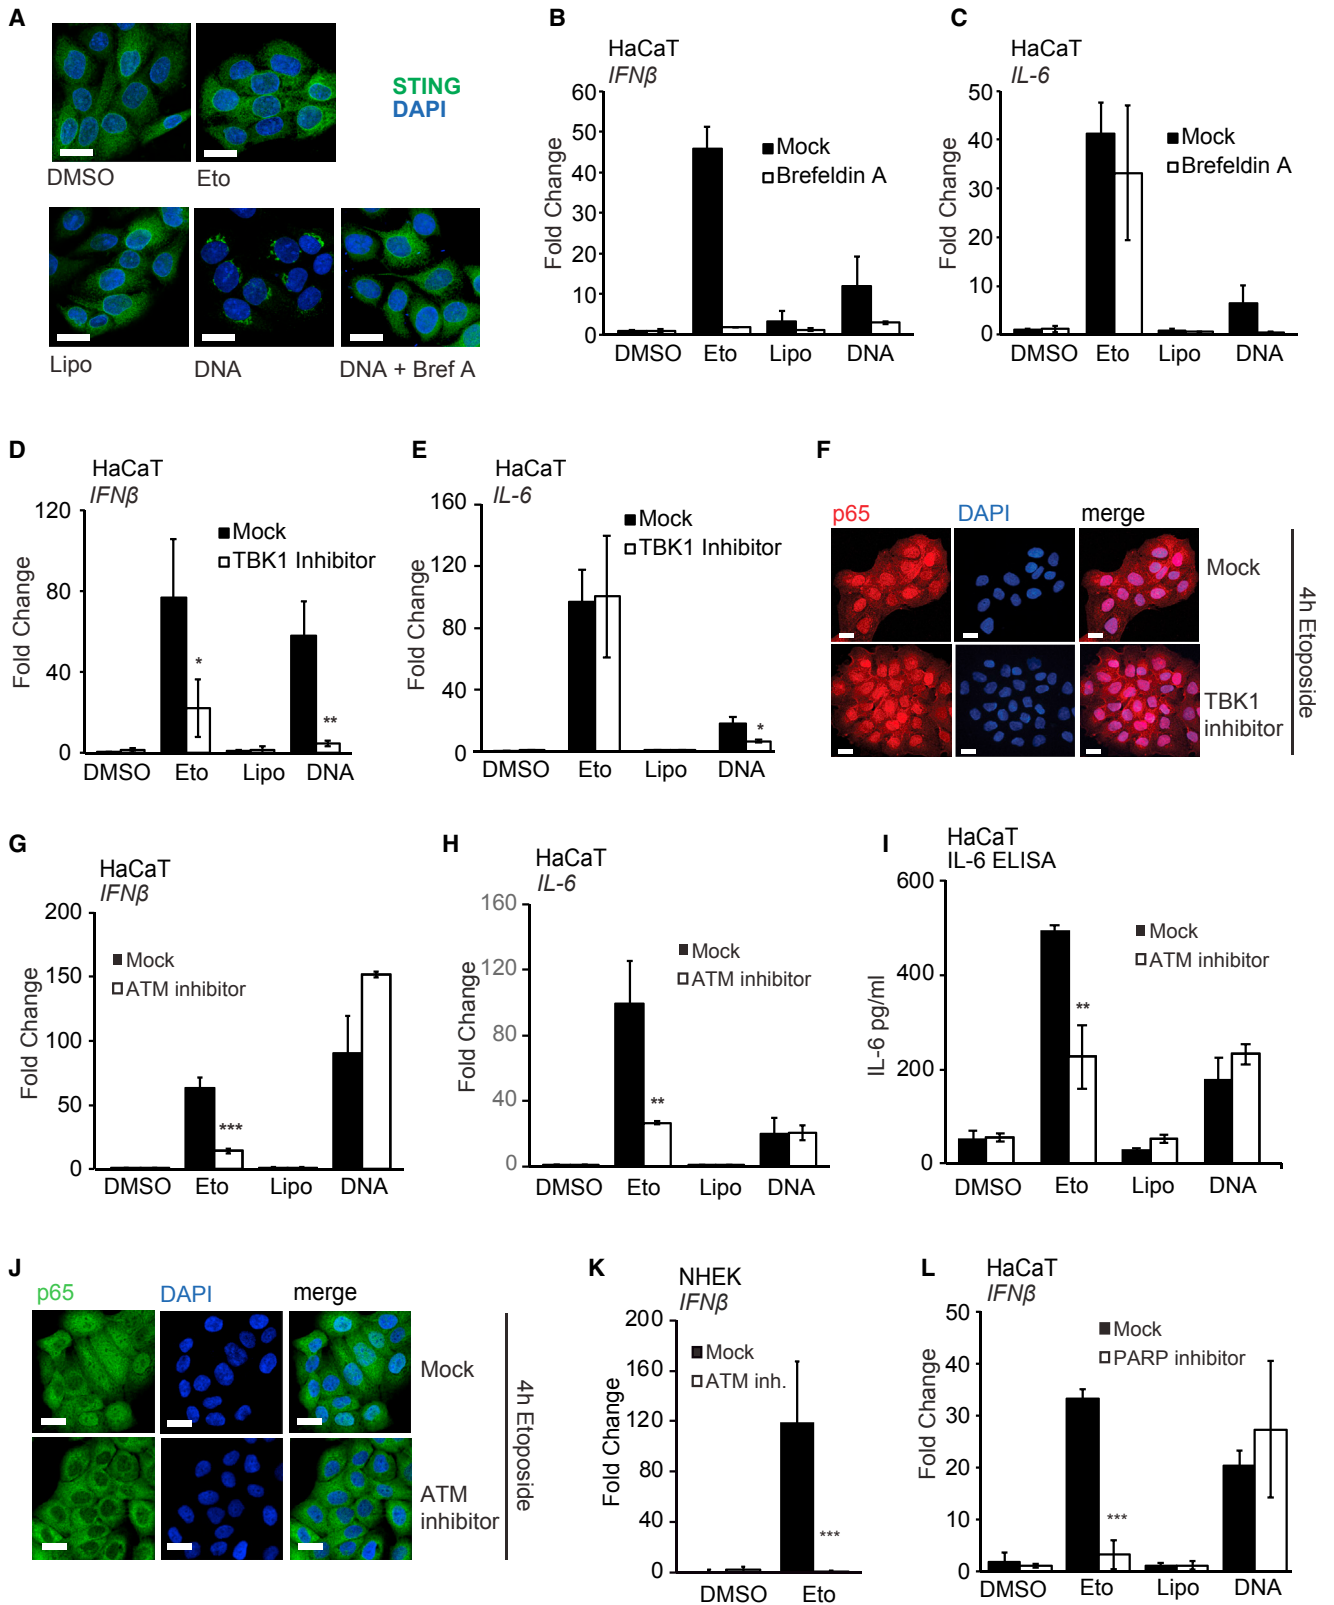 A
STING
DAPI
DMSO
Eto
Lipo
DNA
DNA + Bref A
B
HaCaT
IFNβ
60
50
40
30
20
10
0
Fold Change
Mock
Brefeldin A
DMSO Eto Lipo DNA
C
HaCaT
IL-6
50
40
30
20
10
0
Fold Change
Mock
Brefeldin A
DMSO Eto Lipo DNA
D
HaCaT
IFNβ
120
80
40
0
Fold Change
Mock
TBK1 Inhibitor
*
**
DMSO Eto Lipo DNA
E
HaCaT
IL-6
160
120
80
40
0
Fold Change
Mock
TBK1 Inhibitor
*
DMSO Eto Lipo DNA
F
p65 DAPI merge
Mock
TBK1
inhibitor
4h Etoposide
G
HaCaT
IFNβ
200
150
100
50
0
Fold Change
Mock
ATM inhibitor
***
DMSO Eto Lipo DNA
H
HaCaT
IL-6
160
120
80
40
0
Fold Change
Mock
ATM inhibitor
**
DMSO Eto Lipo DNA
I
HaCaT
IL-6 ELISA
600
400
200
0
IL-6 pg/ml
Mock
ATM inhibitor
**
DMSO Eto Lipo DNA
J
p65 DAPI merge
Mock
ATM
inhibitor
4h Etoposide
K
NHEK
IFNβ
200
160
120
80
40
0
Fold Change
Mock
ATM inh.
***
DMSO Eto
L
HaCaT
IFNβ
50
40
30
20
10
0
Fold Change
Mock
PARP inhibitor
***
DMSO Eto Lipo DNA